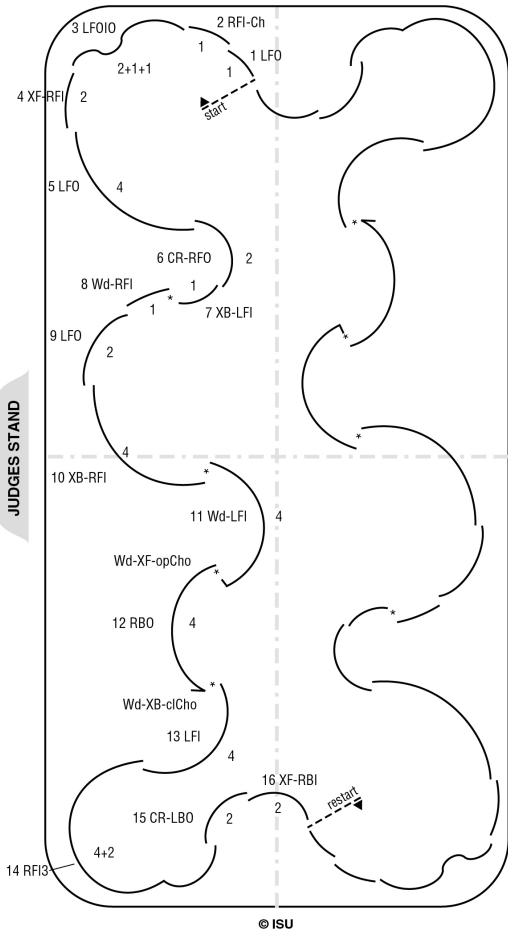 3 LFOIO
2 RFI-Ch
1
1 LFO
2+1+1
1
4 XF-RFI
2
start
5 LFO
4
*
6 CR-RFO
2
8 Wd-RFI
1
*
1
7 XB-LFI
9 LFO
*
2
JUDGES STAND
*
4
*
10 XB-RFI
11 Wd-LFI
4
Wd-XF-opCho
*
12 RBO
4
*
*
Wd-XB-clCho
13 LFI
4
16 XF-RBI
restart
15 CR-LBO
2
2
4+2
14 RFI3
© ISU